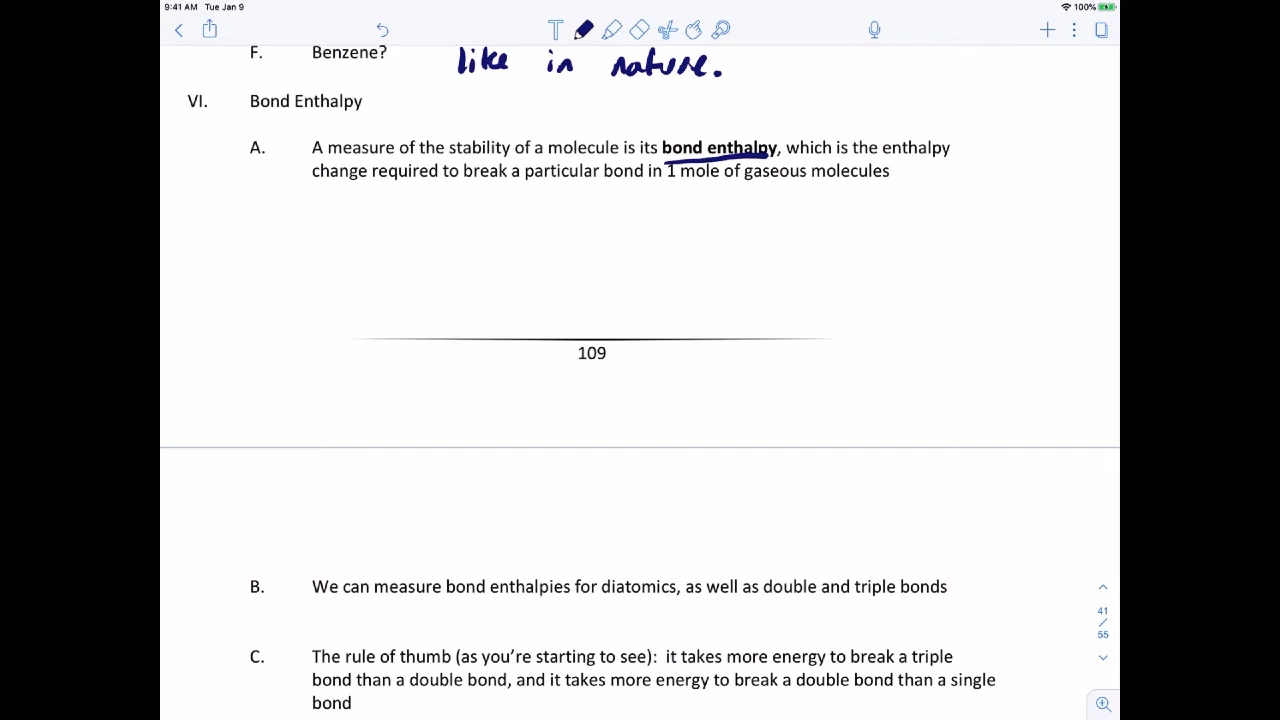 9:41 AM Tue Jan 9
100%
F. Benzene?
like in nature.
VI. Bond Enthalpy
A. A measure of the stability of a molecule is its bond enthalpy, which is the enthalpy
change required to break a particular bond in 1 mole of gaseous molecules
109
B. We can measure bond enthalpies for diatomics, as well as double and triple bonds
41
/
55
C. The rule of thumb (as you're starting to see): it takes more energy to break a triple
bond than a double bond, and it takes more energy to break a double bond than a single
bond